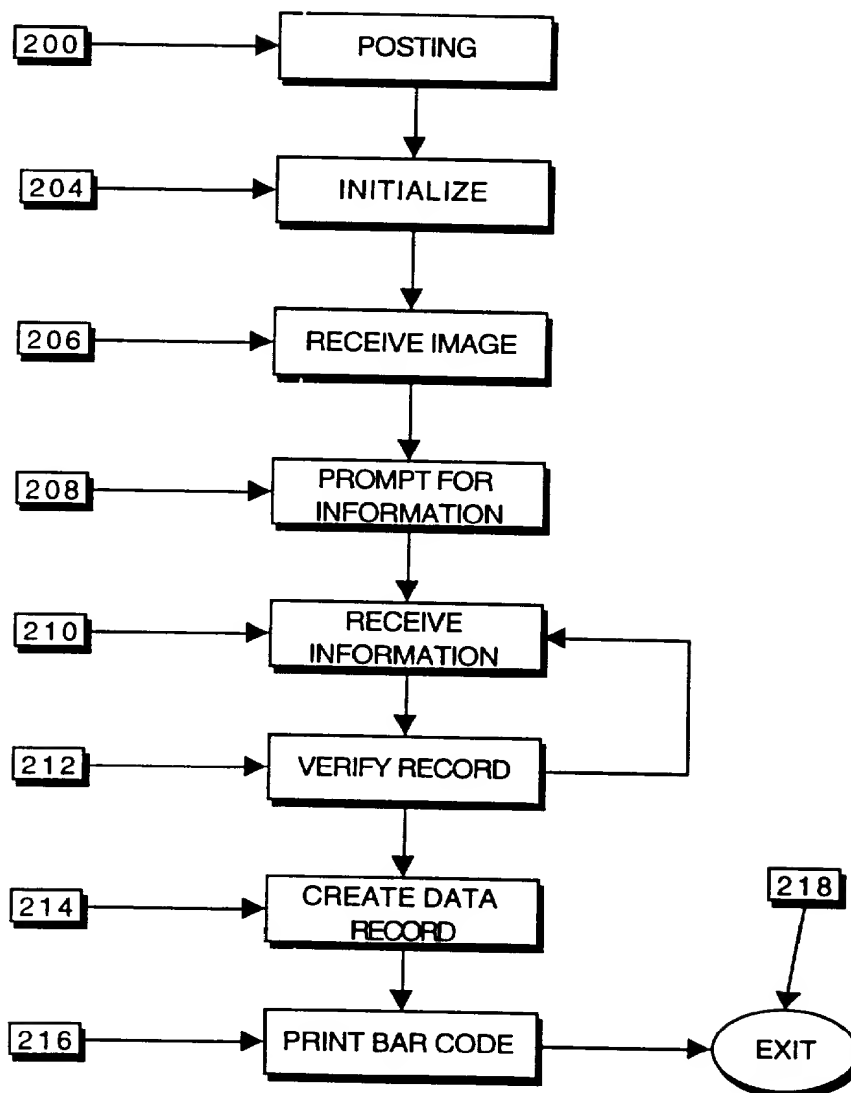 200
POSTING
204
INITIALIZE
206
RECEIVE IMAGE
208
PROMPT FOR
INFORMATION
210
RECEIVE
INFORMATION
212
VERIFY RECORD
214
CREATE DATA
RECORD
218
216
PRINT BAR CODE
EXIT